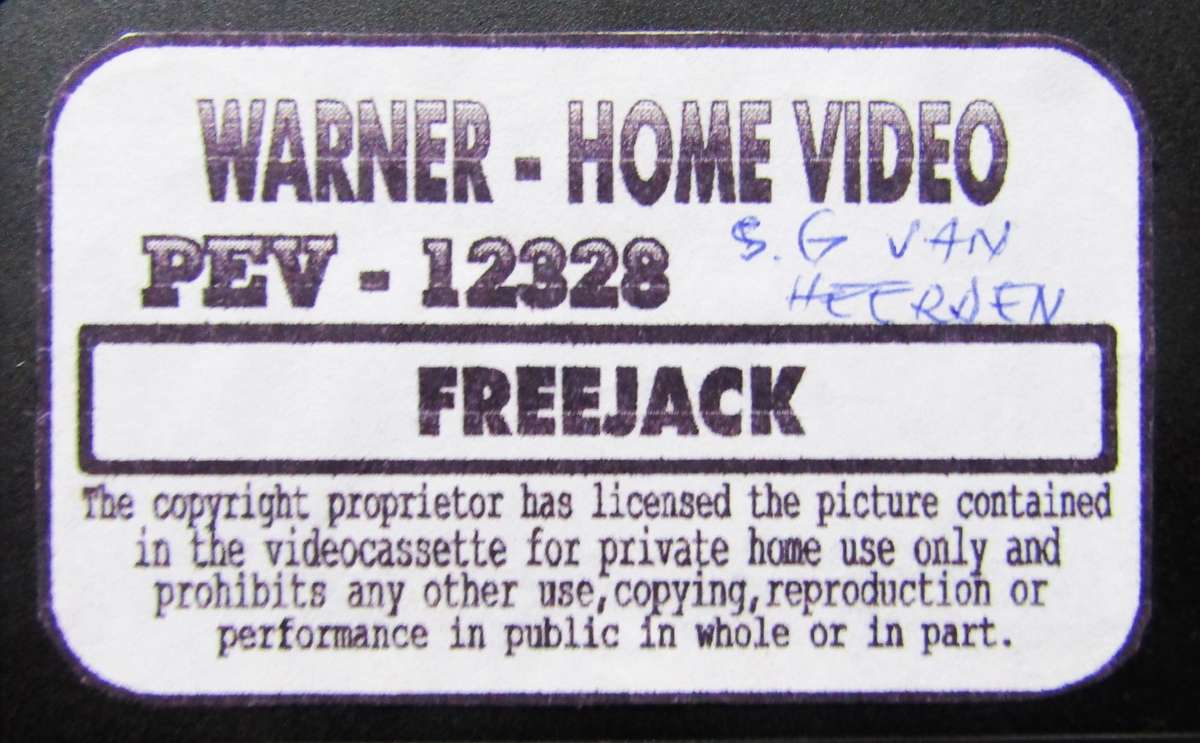 WARNER - HOME VIDEO
PEV - 12328
S. G VAN
HEERDEN
FREEJACK
The copyright proprietor has licensed the picture contained
in the videocassette for private home use only and
prohibits any other use,copying,reproduction or
performance in public in whole or in part.